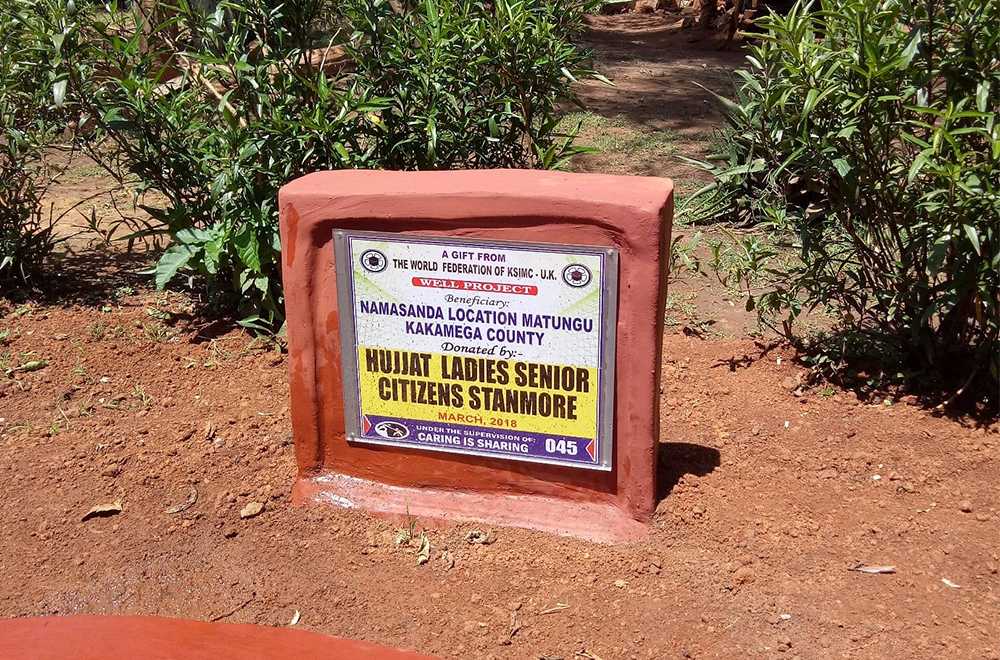 A GIFT FROM
THE WORLD FEDERATION OF KSIMC - U.K.
WELL PROJECT
Beneficiary:
NAMASANDA LOCATION MATUNGU
KAKAMEGA COUNTY
Donated by:-
HUJJAT LADIES SENIOR
CITIZENS STANMORE
MARCH, 2018
UNDER THE SUPERVISION OF:
CARING IS SHARING 045